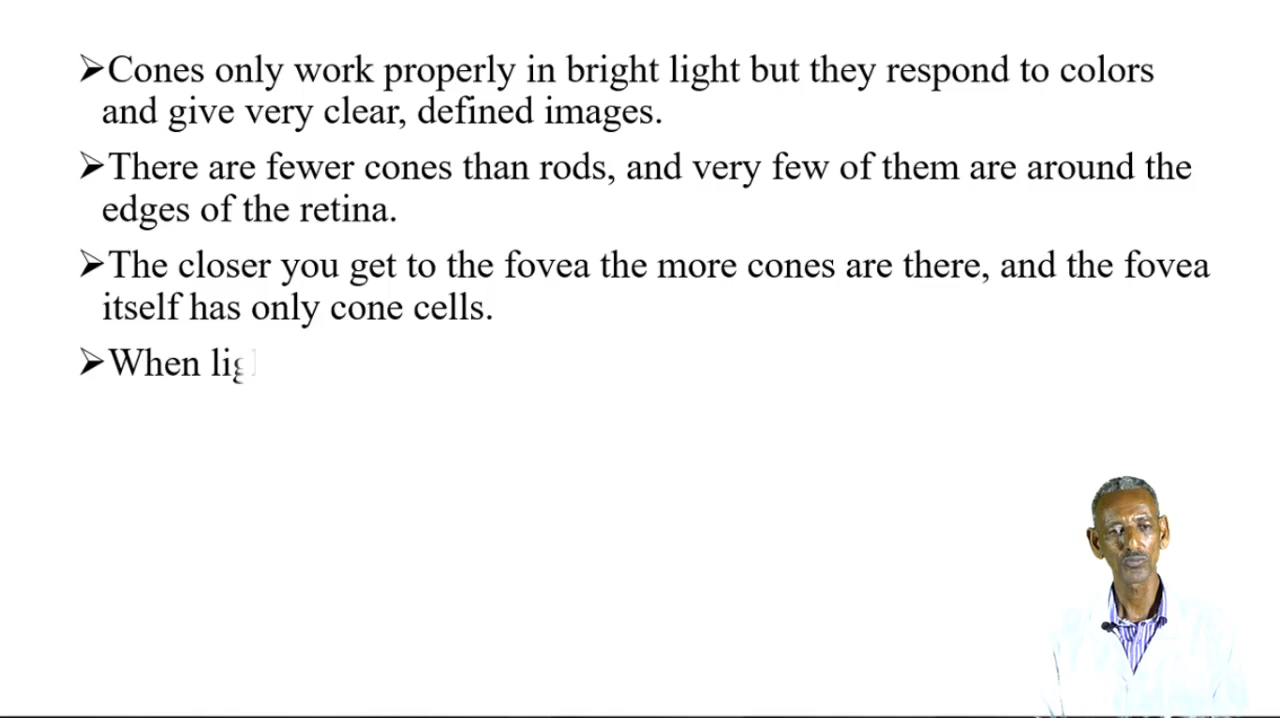 ➢Cones only work properly in bright light but they respond to colors
and give very clear, defined images.
➢There are fewer cones than rods, and very few of them are around the
edges of the retina.
➢The closer you get to the fovea the more cones are there, and the fovea
itself has only cone cells.
➢When